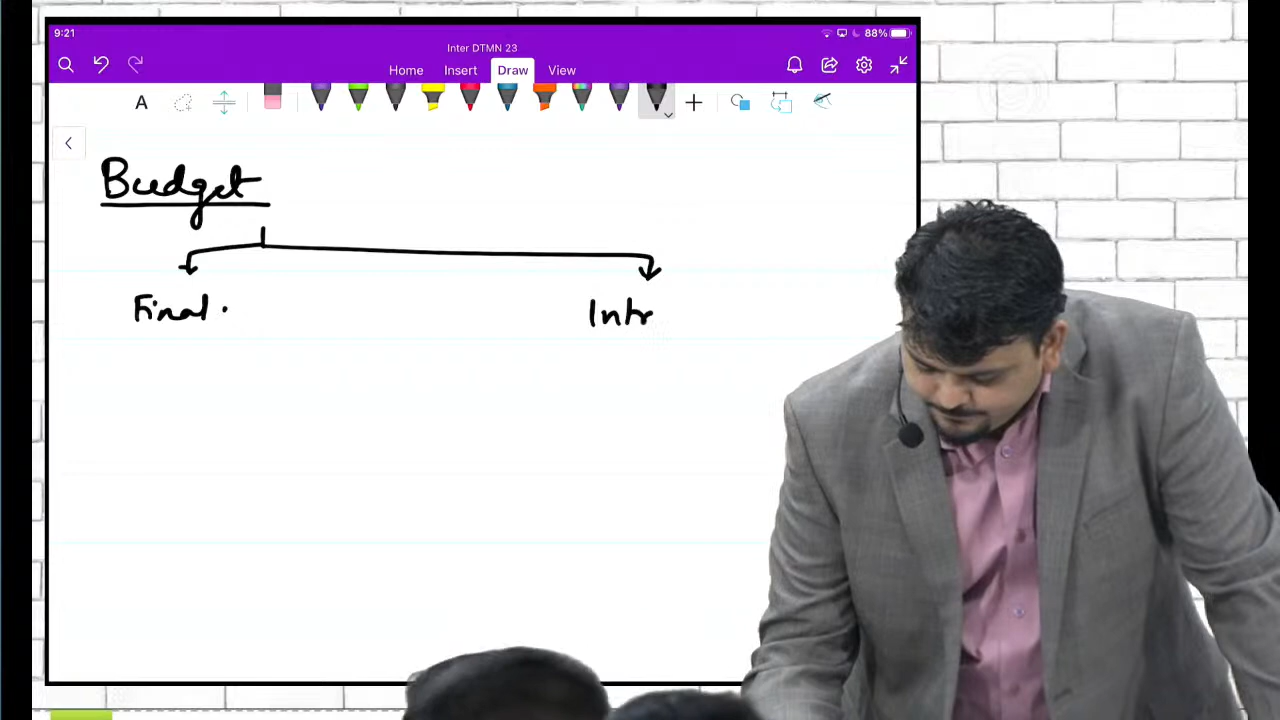 9:21
88%
Inter DTMN 23
Home Insert Draw View
A
Budget
Final .
Intr